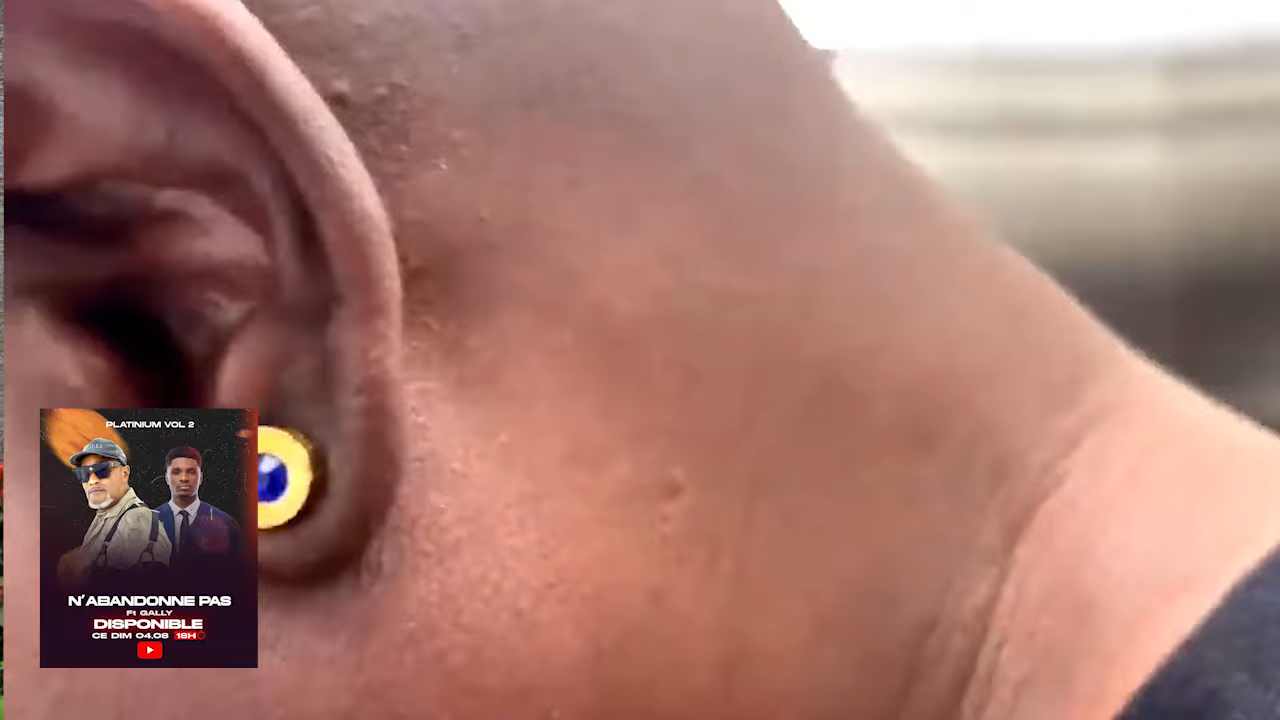 PLATINIUM VOL 2
N'ABANDONNE PAS
Ft GALLY
DISPONIBLE
CE DIM 04.08 18H